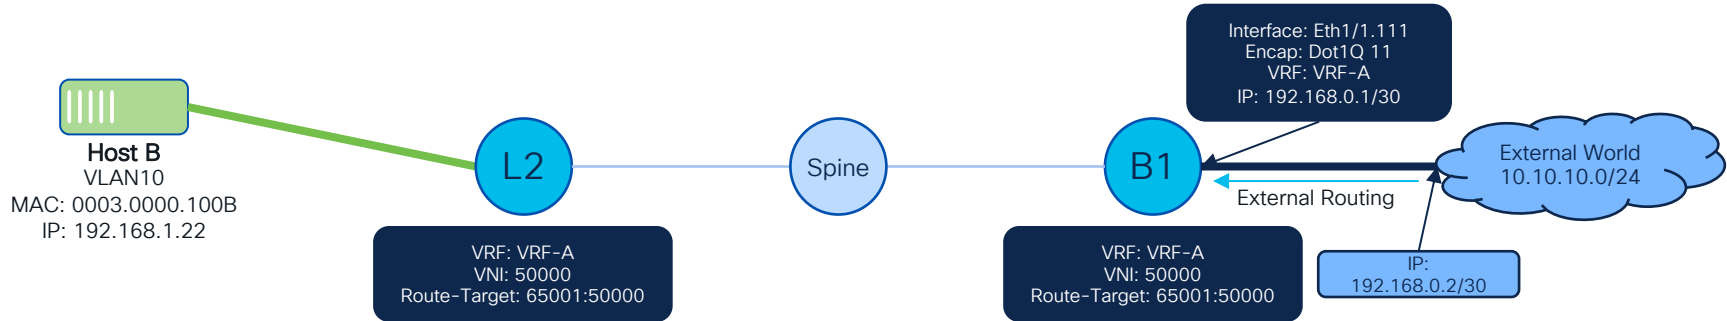 Interface: Eth1/1.111
Encap: Dot1Q 11
VRF: VRF-A
IP: 192.168.0.1/30
Host B
VLAN10
MAC: 0003.0000.100B
IP: 192.168.1.22
L2
Spine
B1
External World
10.10.10.0/24
External Routing
VRF: VRF-A
VNI: 50000
Route-Target: 65001:50000
VRF: VRF-A
VNI: 50000
Route-Target: 65001:50000
IP:
192.168.0.2/30